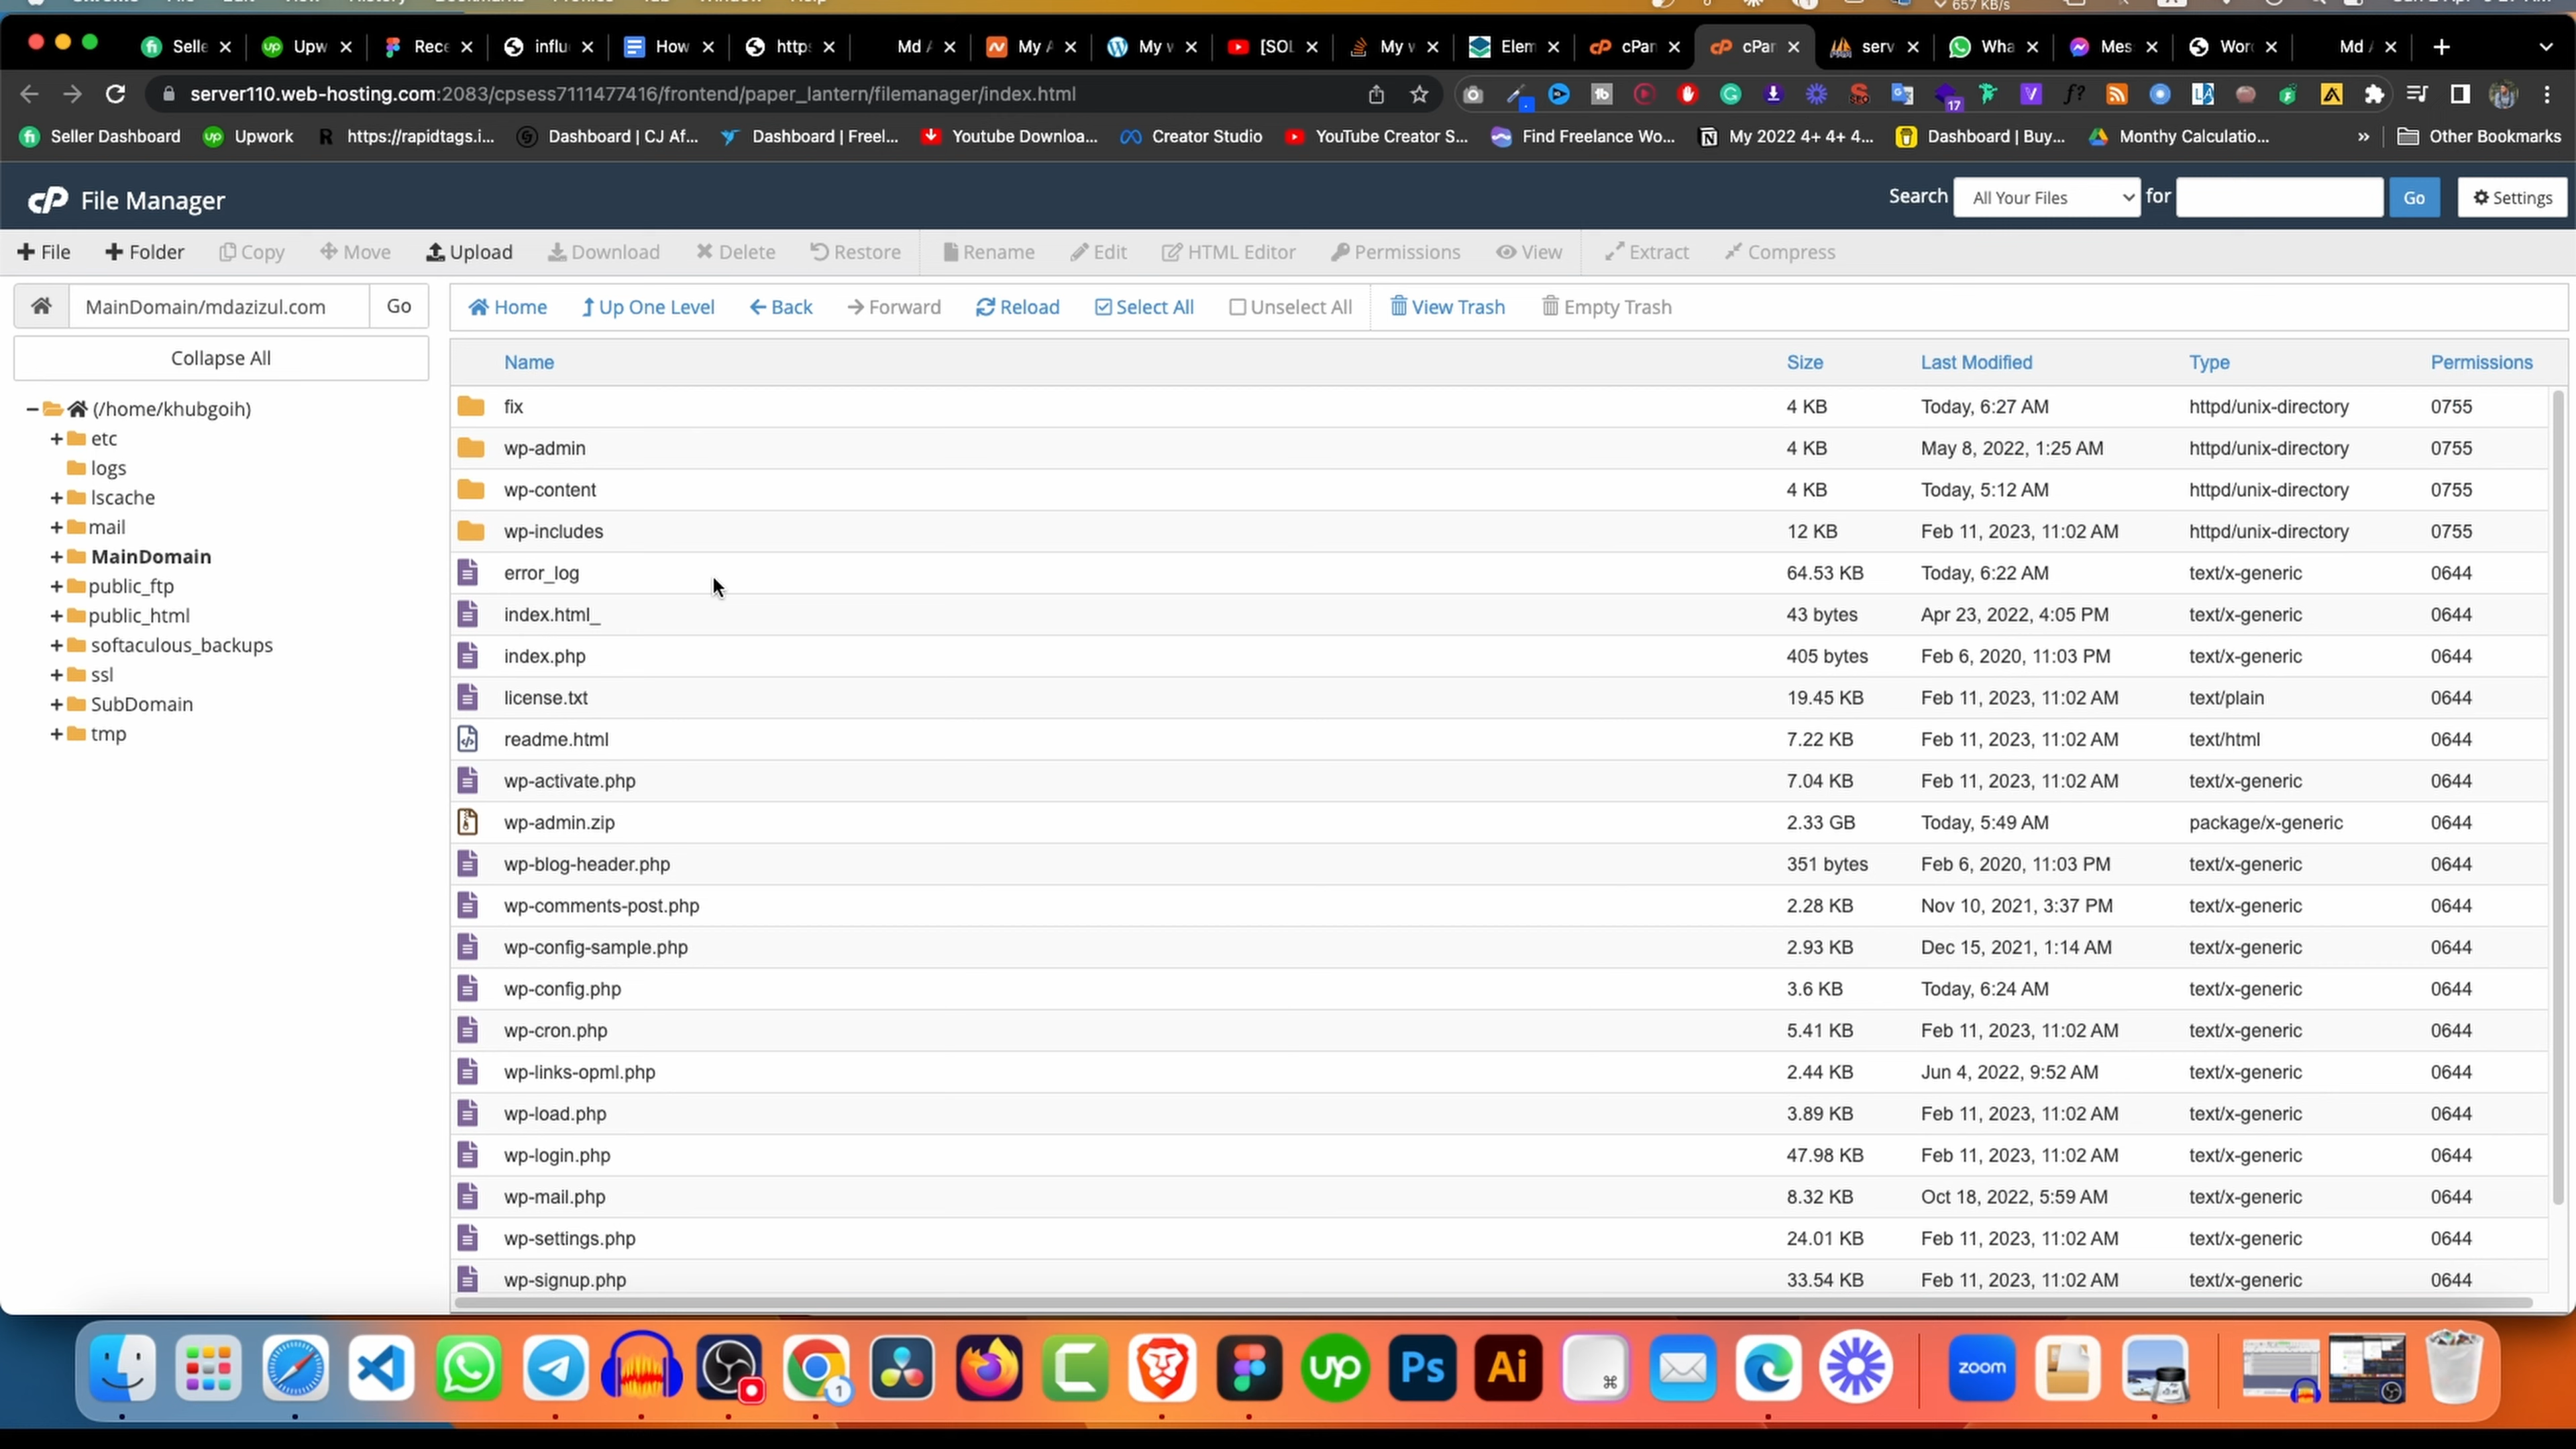 657 KB/s
Selle
Upw
Rece
influ
How
https
Md A
My A
My w
[SOL
My w
Elem
cPan
cPar
serv
Wha
Mes
Word
Md
server110.web-hosting.com:2083/cpsess7111477416/frontend/paper_lantern/filemanager/index.html
17
Seller Dashboard
Upwork
https://rapidtags.i...
Dashboard | CJ Af...
Dashboard | Freel...
Youtube Downloa...
Creator Studio
YouTube Creator S...
Find Freelance Wo...
My 2022 4+ 4+ 4...
Dashboard | Buy...
Monthy Calculatio...
»
Other Bookmarks
cP File Manager
Search All Your Files for Go Settings
File Folder Copy Move Upload Download Delete Restore Rename Edit HTML Editor Permissions View Extract Compress
MainDomain/mdazizul.com Go
Home Up One Level Back Forward Reload Select All Unselect All View Trash Empty Trash
Collapse All
(/home/khubgoih)
etc
logs
lscache
mail
MainDomain
public_ftp
public_html
softaculous_backups
ssl
SubDomain
tmp
Name Size Last Modified Type Permissions
fix 4 KB Today, 6:27 AM httpd/unix-directory 0755
wp-admin 4 KB May 8, 2022, 1:25 AM httpd/unix-directory 0755
wp-content 4 KB Today, 5:12 AM httpd/unix-directory 0755
wp-includes 12 KB Feb 11, 2023, 11:02 AM httpd/unix-directory 0755
error_log 64.53 KB Today, 6:22 AM text/x-generic 0644
index.html_ 43 bytes Apr 23, 2022, 4:05 PM text/x-generic 0644
index.php 405 bytes Feb 6, 2020, 11:03 PM text/x-generic 0644
license.txt 19.45 KB Feb 11, 2023, 11:02 AM text/plain 0644
readme.html 7.22 KB Feb 11, 2023, 11:02 AM text/html 0644
wp-activate.php 7.04 KB Feb 11, 2023, 11:02 AM text/x-generic 0644
wp-admin.zip 2.33 GB Today, 5:49 AM package/x-generic 0644
wp-blog-header.php 351 bytes Feb 6, 2020, 11:03 PM text/x-generic 0644
wp-comments-post.php 2.28 KB Nov 10, 2021, 3:37 PM text/x-generic 0644
wp-config-sample.php 2.93 KB Dec 15, 2021, 1:14 AM text/x-generic 0644
wp-config.php 3.6 KB Today, 6:24 AM text/x-generic 0644
wp-cron.php 5.41 KB Feb 11, 2023, 11:02 AM text/x-generic 0644
wp-links-opml.php 2.44 KB Jun 4, 2022, 9:52 AM text/x-generic 0644
wp-load.php 3.89 KB Feb 11, 2023, 11:02 AM text/x-generic 0644
wp-login.php 47.98 KB Feb 11, 2023, 11:02 AM text/x-generic 0644
wp-mail.php 8.32 KB Oct 18, 2022, 5:59 AM text/x-generic 0644
wp-settings.php 24.01 KB Feb 11, 2023, 11:02 AM text/x-generic 0644
wp-signup.php 33.54 KB Feb 11, 2023, 11:02 AM text/x-generic 0644
1
up
Ps
Ai
⌘
zoom